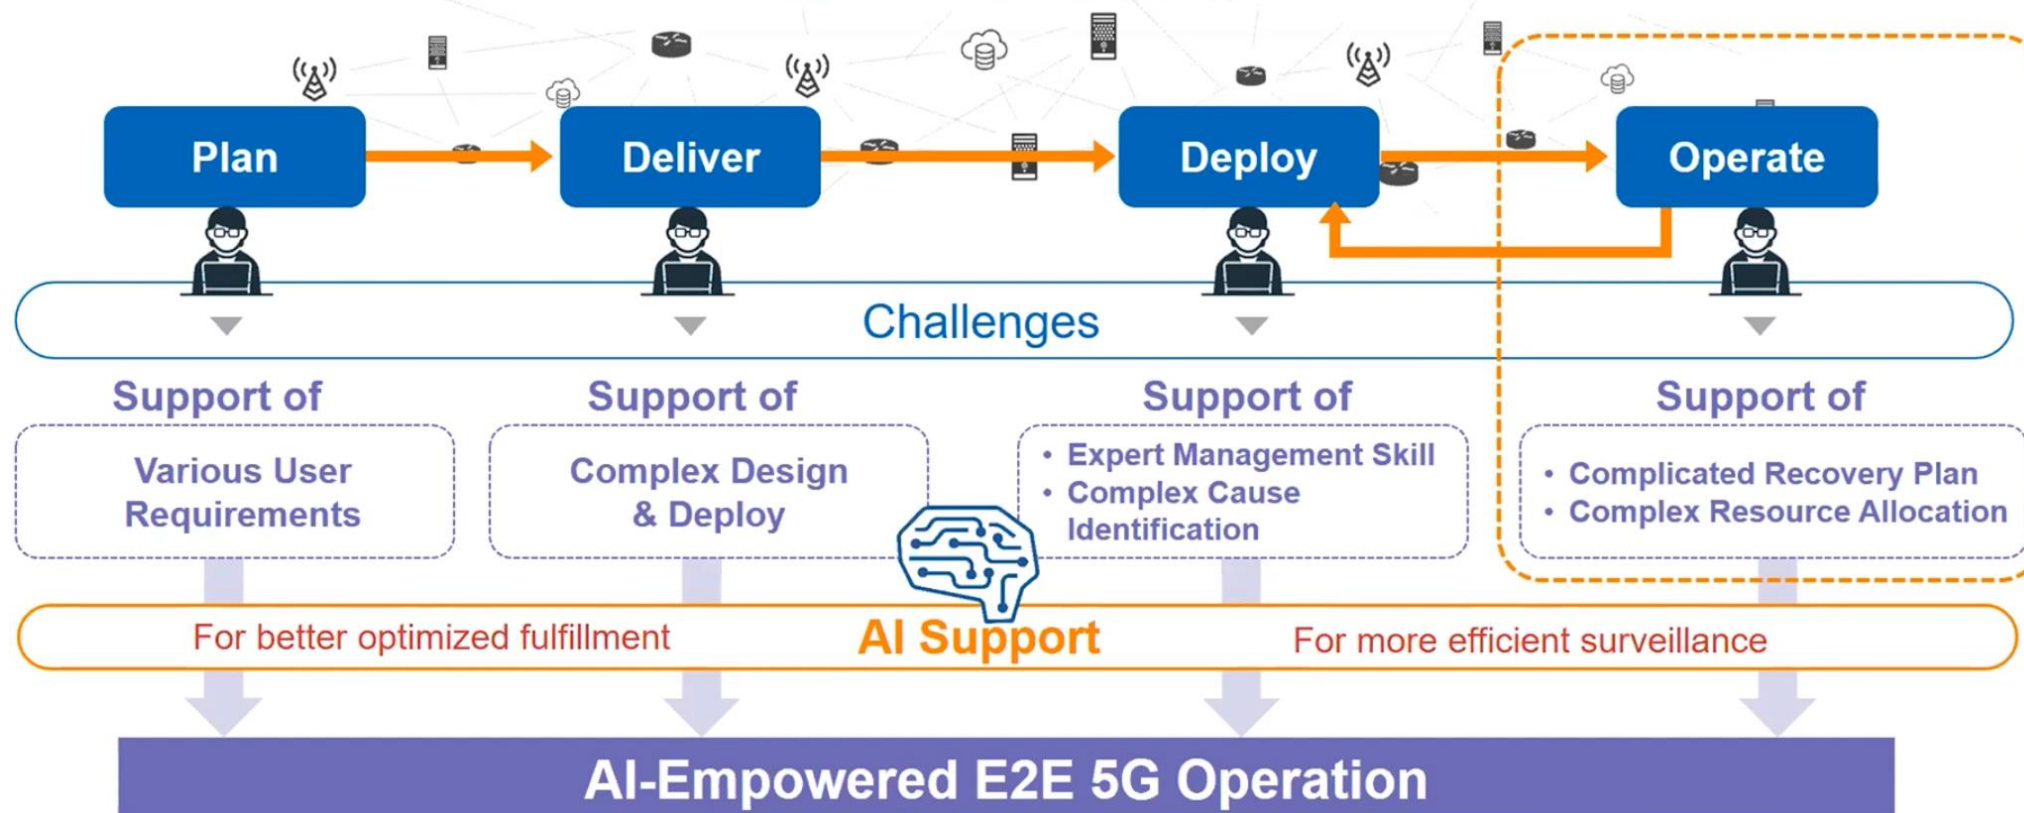 Plan
Deliver
Deploy
Operate
Challenges
Support of
Various User
Requirements
Support of
Complex Design
& Deploy
Support of
• Expert Management Skill
• Complex Cause
Identification
Support of
• Complicated Recovery Plan
• Complex Resource Allocation
For better optimized fulfillment
AI Support
For more efficient surveillance
AI-Empowered E2E 5G Operation